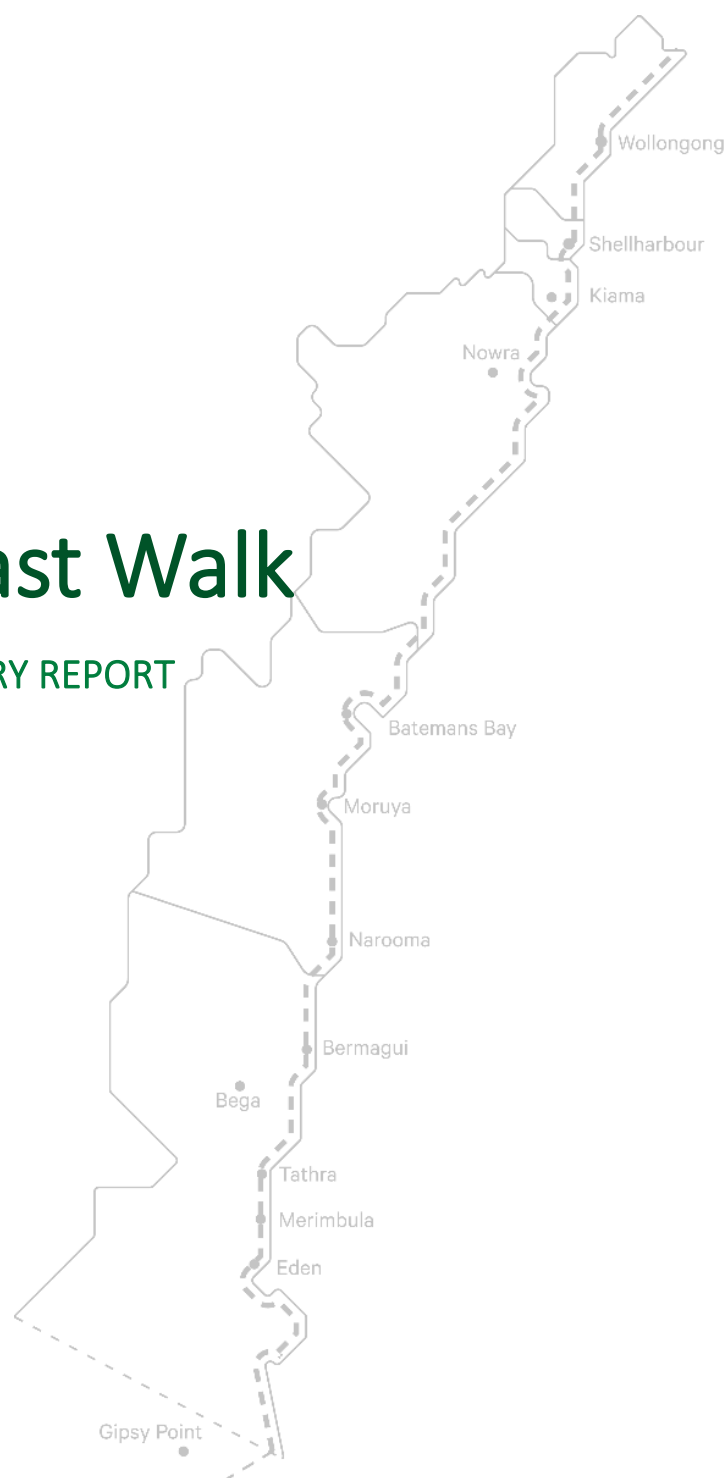 Wollongong
Shellharbour
Kiama
Nowra
ast Walk
RY REPORT
Batemans Bay
Moruya
Narooma
Bermagui
Bega
Tathra
Merimbula
Eden
Gipsy Point